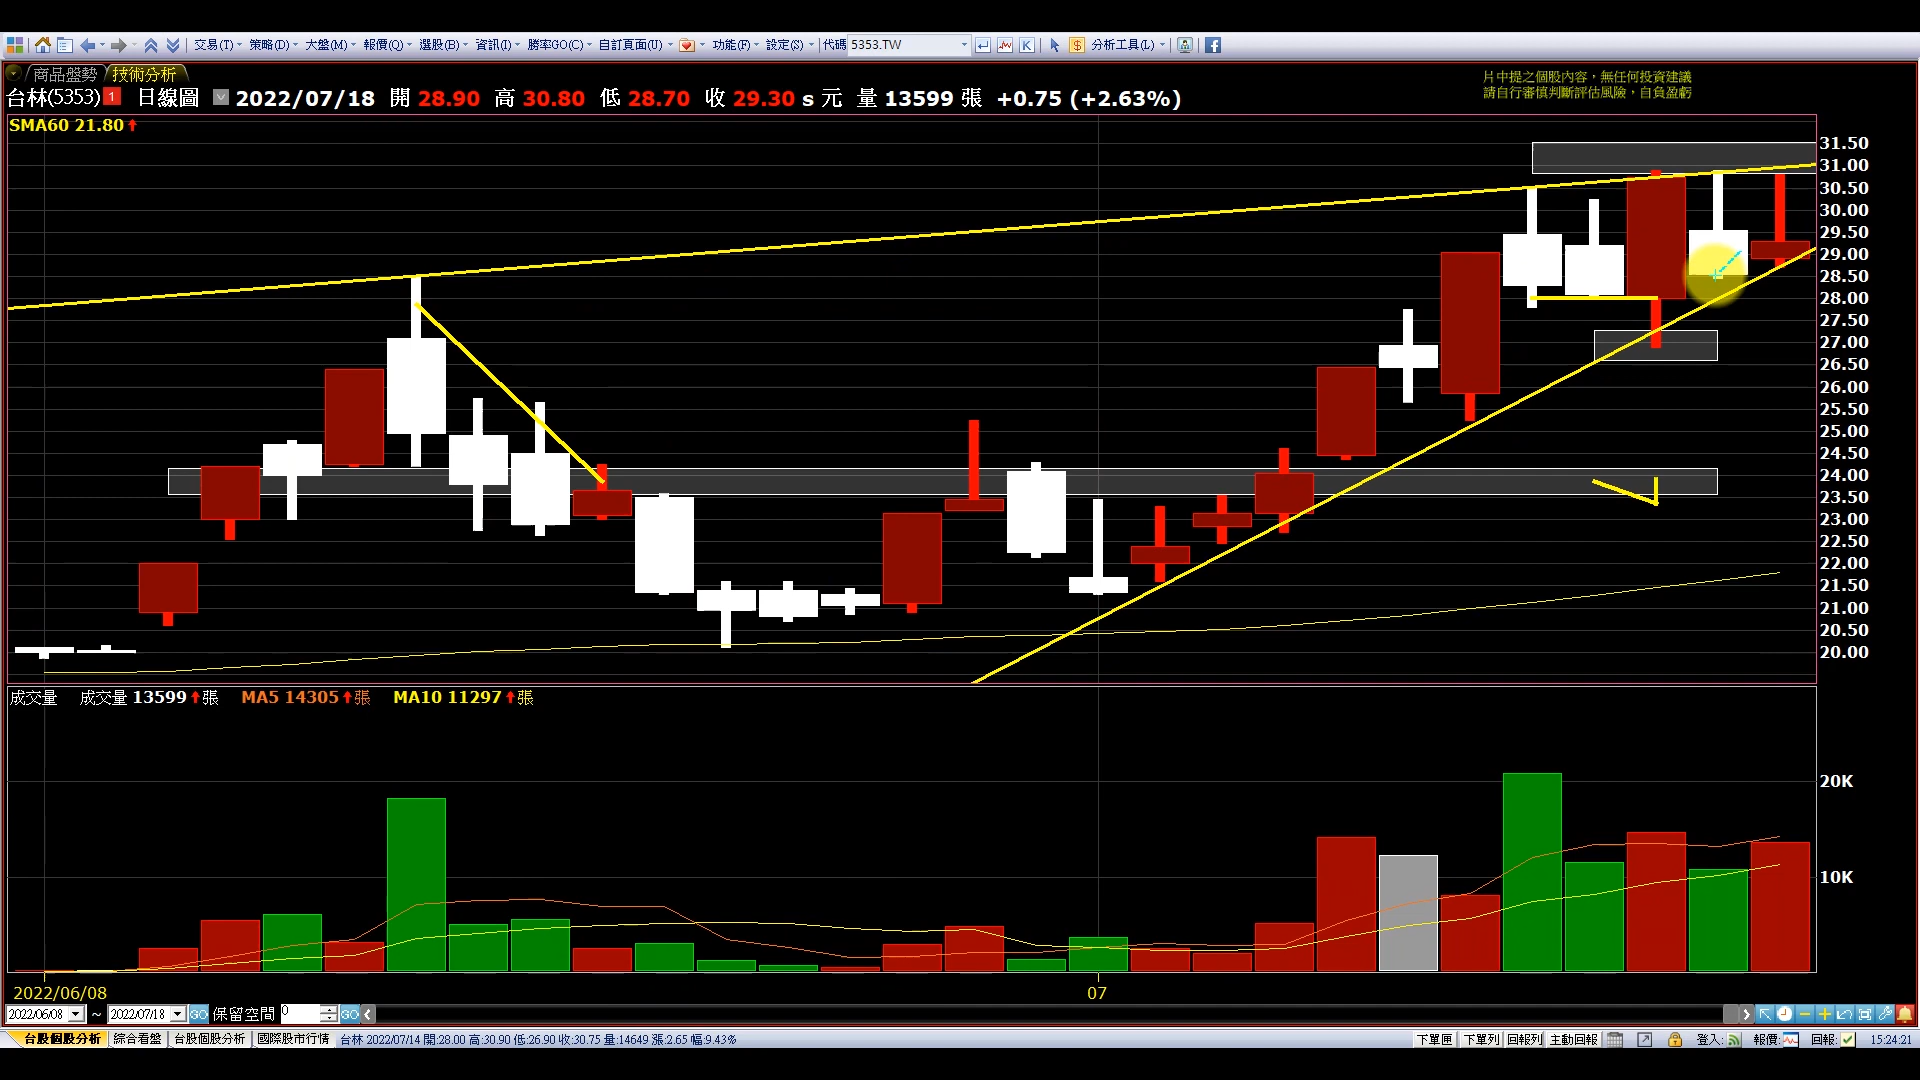 交易(T) 策略(D) 大盤(M) 報價(Q) 選股(B) 資訊(I) 勝率GO(C) 自訂頁面(U) 功能(F) 設定(S) 代碼 5353.TW K $ 分析工具(L)
商品盤勢 技術分析
片中提之個股內容，無任何投資建議
請自行審慎判斷評估風險，自負盈虧
台林(5353) 1 日線圖 2022/07/18 開 28.90 高 30.80 低 28.70 收 29.30 s 元 量 13599 張 +0.75 (+2.63%)
SMA60 21.80
31.50
31.00
30.50
30.00
29.50
29.00
28.50
28.00
27.50
27.00
26.50
26.00
25.50
25.00
24.50
24.00
23.50
23.00
22.50
22.00
21.50
21.00
20.50
20.00
成交量 成交量 13599 張 MA5 14305 張 MA10 11297 張
20K
10K
2022/06/08 07
2022/06/08 ~ 2022/07/18 GO 保留空間 0 GO
台股個股分析 綜合看盤 台股個股分析 國際股市行情 台林 2022/07/14 開:28.00 高:30.90 低:26.90 收:30.75 量:14649 漲:2.65 幅:9.43% 下單匣 下單列 回報列 主動回報 登入: 報價: 回報: 15:24:21